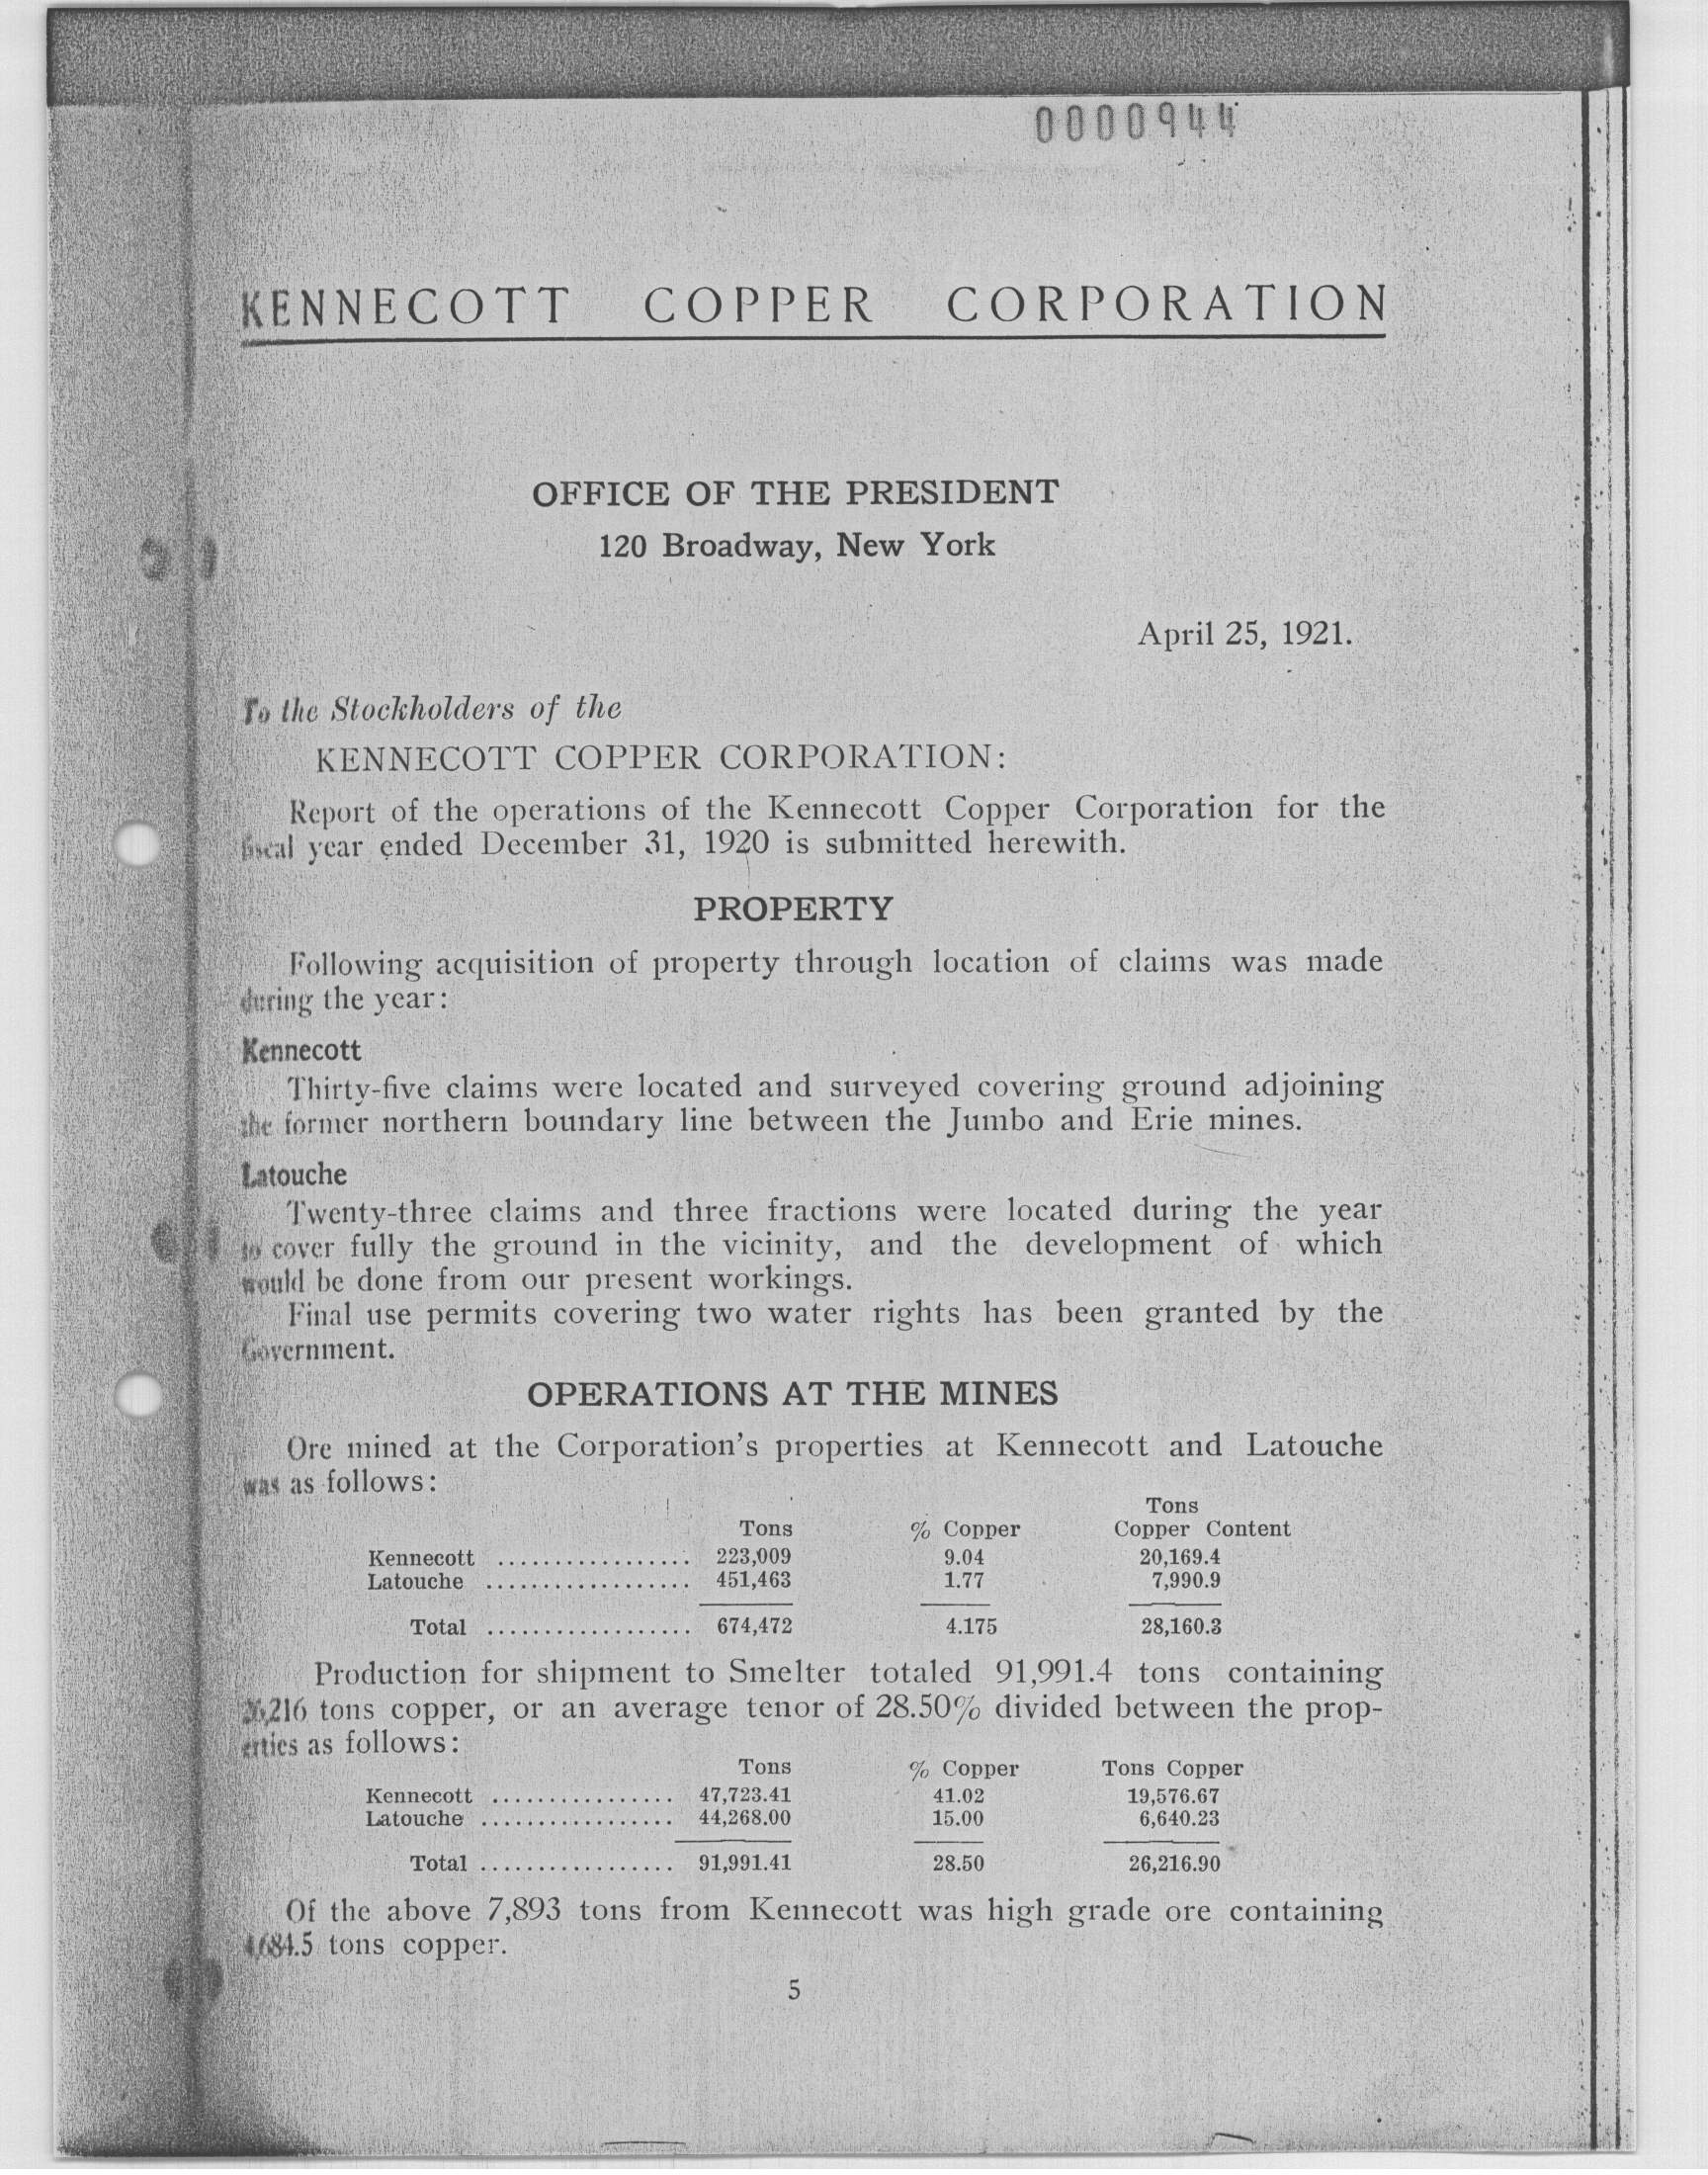 0000944
KENNECOTT COPPER CORPORATION
OFFICE OF THE PRESIDENT
120 Broadway, New York
April 25, 1921.
To the Stockholders of the
KENNECOTT COPPER CORPORATION:
Report of the operations of the Kennecott Copper Corporation for the
fiscal year ended December 31, 1920 is submitted herewith.
PROPERTY
Following acquisition of property through location of claims was made
during the year:
Kennecott
Thirty-five claims were located and surveyed covering ground adjoining
the former northern boundary line between the Jumbo and Erie mines.
Latouche
Twenty-three claims and three fractions were located during the year
to cover fully the ground in the vicinity, and the development of which
would be done from our present workings.
Final use permits covering two water rights has been granted by the
Government.
OPERATIONS AT THE MINES
Ore mined at the Corporation's properties at Kennecott and Latouche
was as follows:
Tons
Tons % Copper Copper Content
Kennecott ................. 223,009 9.04 20,169.4
Latouche .................. 451,463 1.77 7,990.9
Total .................. 674,472 4.175 28,160.3
Production for shipment to Smelter totaled 91,991.4 tons containing
26,216 tons copper, or an average tenor of 28.50% divided between the prop-
erties as follows:
Tons % Copper Tons Copper
Kennecott ................ 47,723.41 41.02 19,576.67
Latouche ................. 44,268.00 15.00 6,640.23
Total ................. 91,991.41 28.50 26,216.90
Of the above 7,893 tons from Kennecott was high grade ore containing
4,684.5 tons copper.
5